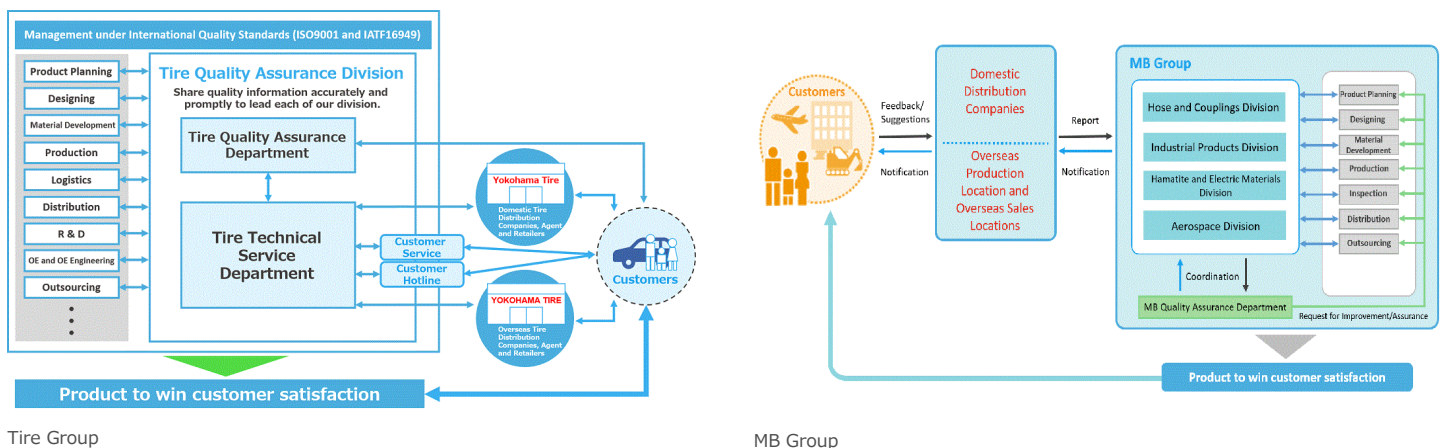 Management under International Quality Standards (ISO9001 and IATF16949)
Product Planning
Designing
Material Development
Production
Logistics
Distribution
R & D
OE and OE Engineering
Outsourcing
Tire Quality Assurance Division
Share quality information accurately and
promptly to lead each of our division.
Tire Quality Assurance
Department
Tire Technical
Service
Department
Customer
Service
Customer
Hotline
Yokohama Tire
Domestic Tire
Distribution
Companies, Agent
and Retailers
YOKOHAMA TIRE
Overseas Tire
Distribution
Companies, Agent
and Retailers
Customers
Product to win customer satisfaction
Tire Group
Customers
Feedback/
Suggestions
Notification
Domestic
Distribution
Companies
Overseas
Production
Location and
Overseas Sales
Locations
Report
Notification
MB Group
Hose and Couplings Division
Industrial Products Division
Hamatite and Electric Materials
Division
Aerospace Division
Product Planning
Designing
Material
Development
Production
Inspection
Distribution
Outsourcing
Coordination
MB Quality Assurance Department
Request for Improvement/Assurance
Product to win customer satisfaction
MB Group